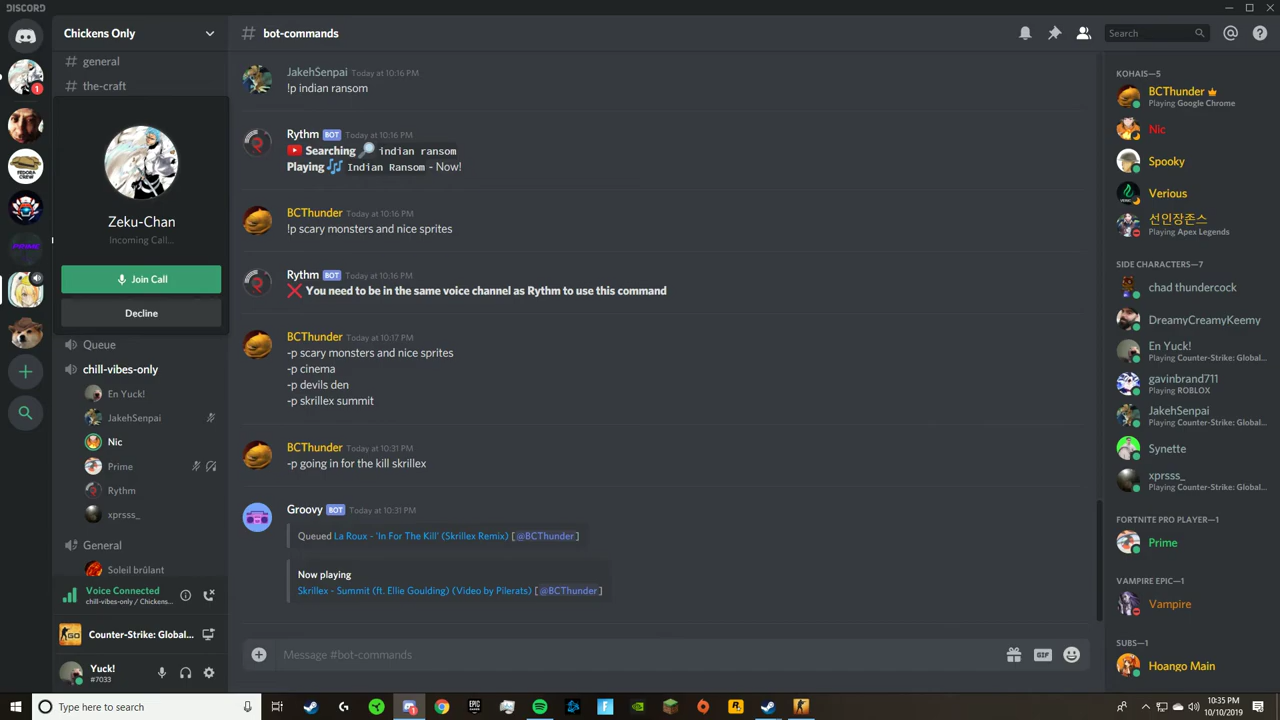 DISCORD
Chickens Only
# bot-commands
Search
# general
# the-craft
Zeku-Chan
Incoming Call...
Join Call
Decline
Queue
chill-vibes-only
En Yuck!
JakehSenpai
Nic
Prime
Rythm
xprsss_
General
Soleil brûlant
Voice Connected
chill-vibes-only / Chickens...
Counter-Strike: Global...
Yuck!
#7033
1
FEDORA
CREW
JakehSenpai Today at 10:16 PM
!p indian ransom
Rythm BOT Today at 10:16 PM
Searching indian ransom
Playing Indian Ransom - Now!
BCThunder Today at 10:16 PM
!p scary monsters and nice sprites
Rythm BOT Today at 10:16 PM
You need to be in the same voice channel as Rythm to use this command
BCThunder Today at 10:17 PM
-p scary monsters and nice sprites
-p cinema
-p devils den
-p skrillex summit
BCThunder Today at 10:31 PM
-p going in for the kill skrillex
Groovy BOT Today at 10:31 PM
Queued La Roux - 'In For The Kill' (Skrillex Remix) [@BCThunder]
Now playing
Skrillex - Summit (ft. Ellie Goulding) (Video by Pilerats) [@BCThunder]
Message #bot-commands
GIF
KOHAIS—5
BCThunder
Playing Google Chrome
Nic
Spooky
Verious
선인장존스
Playing Apex Legends
SIDE CHARACTERS—7
chad thundercock
DreamyCreamyKeemy
En Yuck!
Playing Counter-Strike: Global...
gavinbrand711
Playing ROBLOX
JakehSenpai
Playing Counter-Strike: Global...
Synette
xprsss_
Playing Counter-Strike: Global...
FORTNITE PRO PLAYER—1
Prime
VAMPIRE EPIC—1
Vampire
SUBS—1
Hoango Main
Type here to search
10:35 PM
10/10/2019